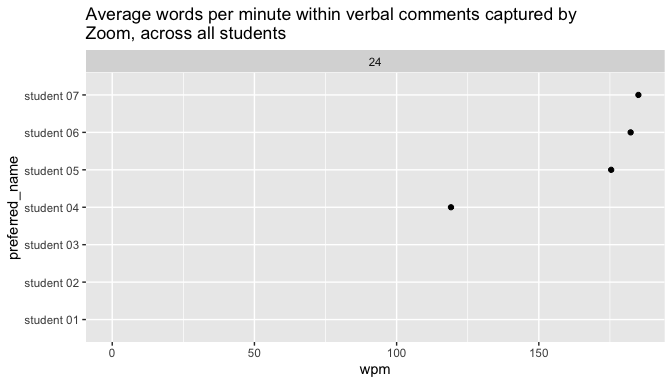 Average words per minute within verbal comments captured by
Zoom, across all students
24
student 07
student 06
student 05
student 04
student 03
student 02
student 01
preferred_name
0 50 100 150
wpm